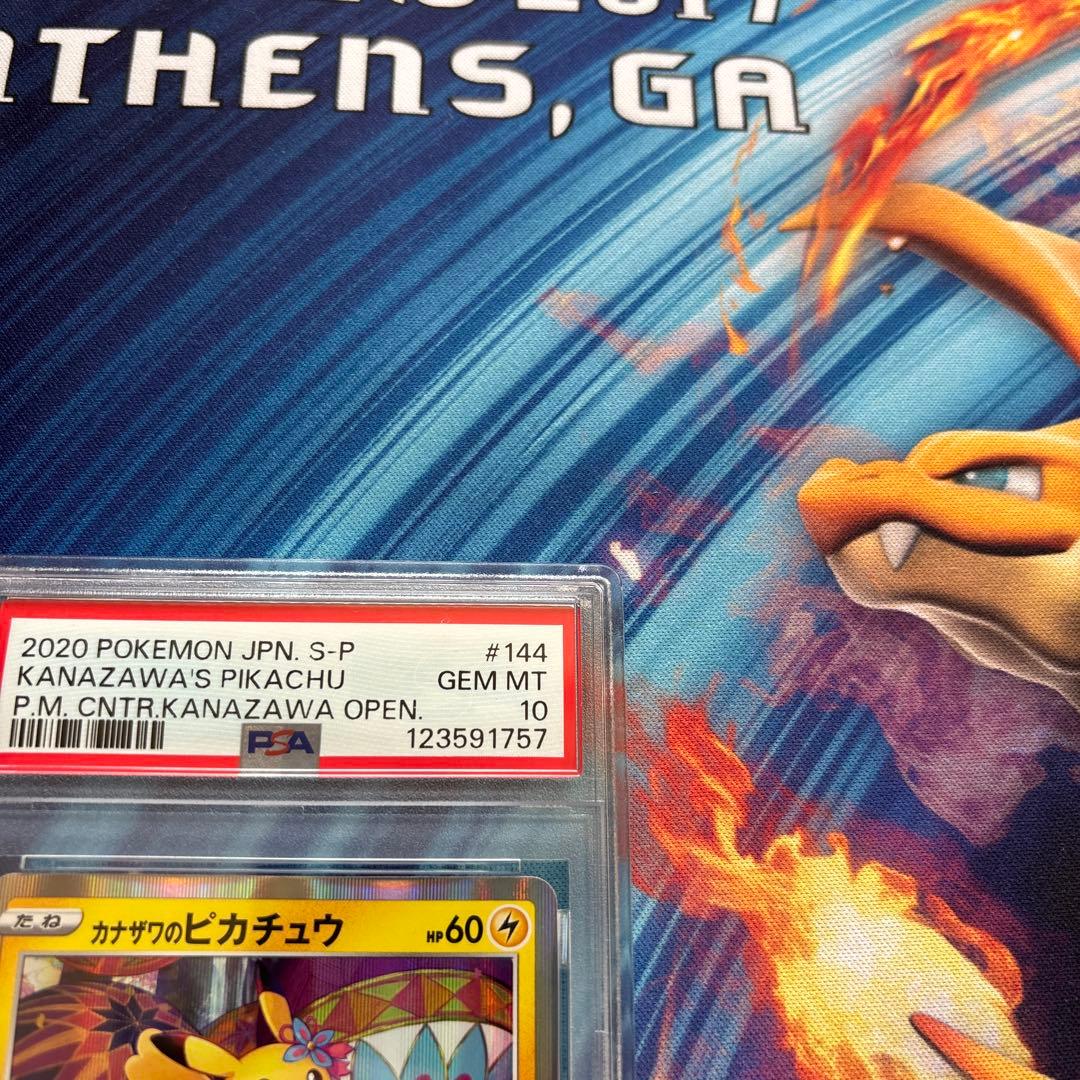 ATHENS, GA
2020 POKEMON JPN. S-P #144
KANAZAWA'S PIKACHU GEM MT
P.M. CNTR.KANAZAWA OPEN. 10
PSA 123591757
たね カナザワのピカチュウ HP60